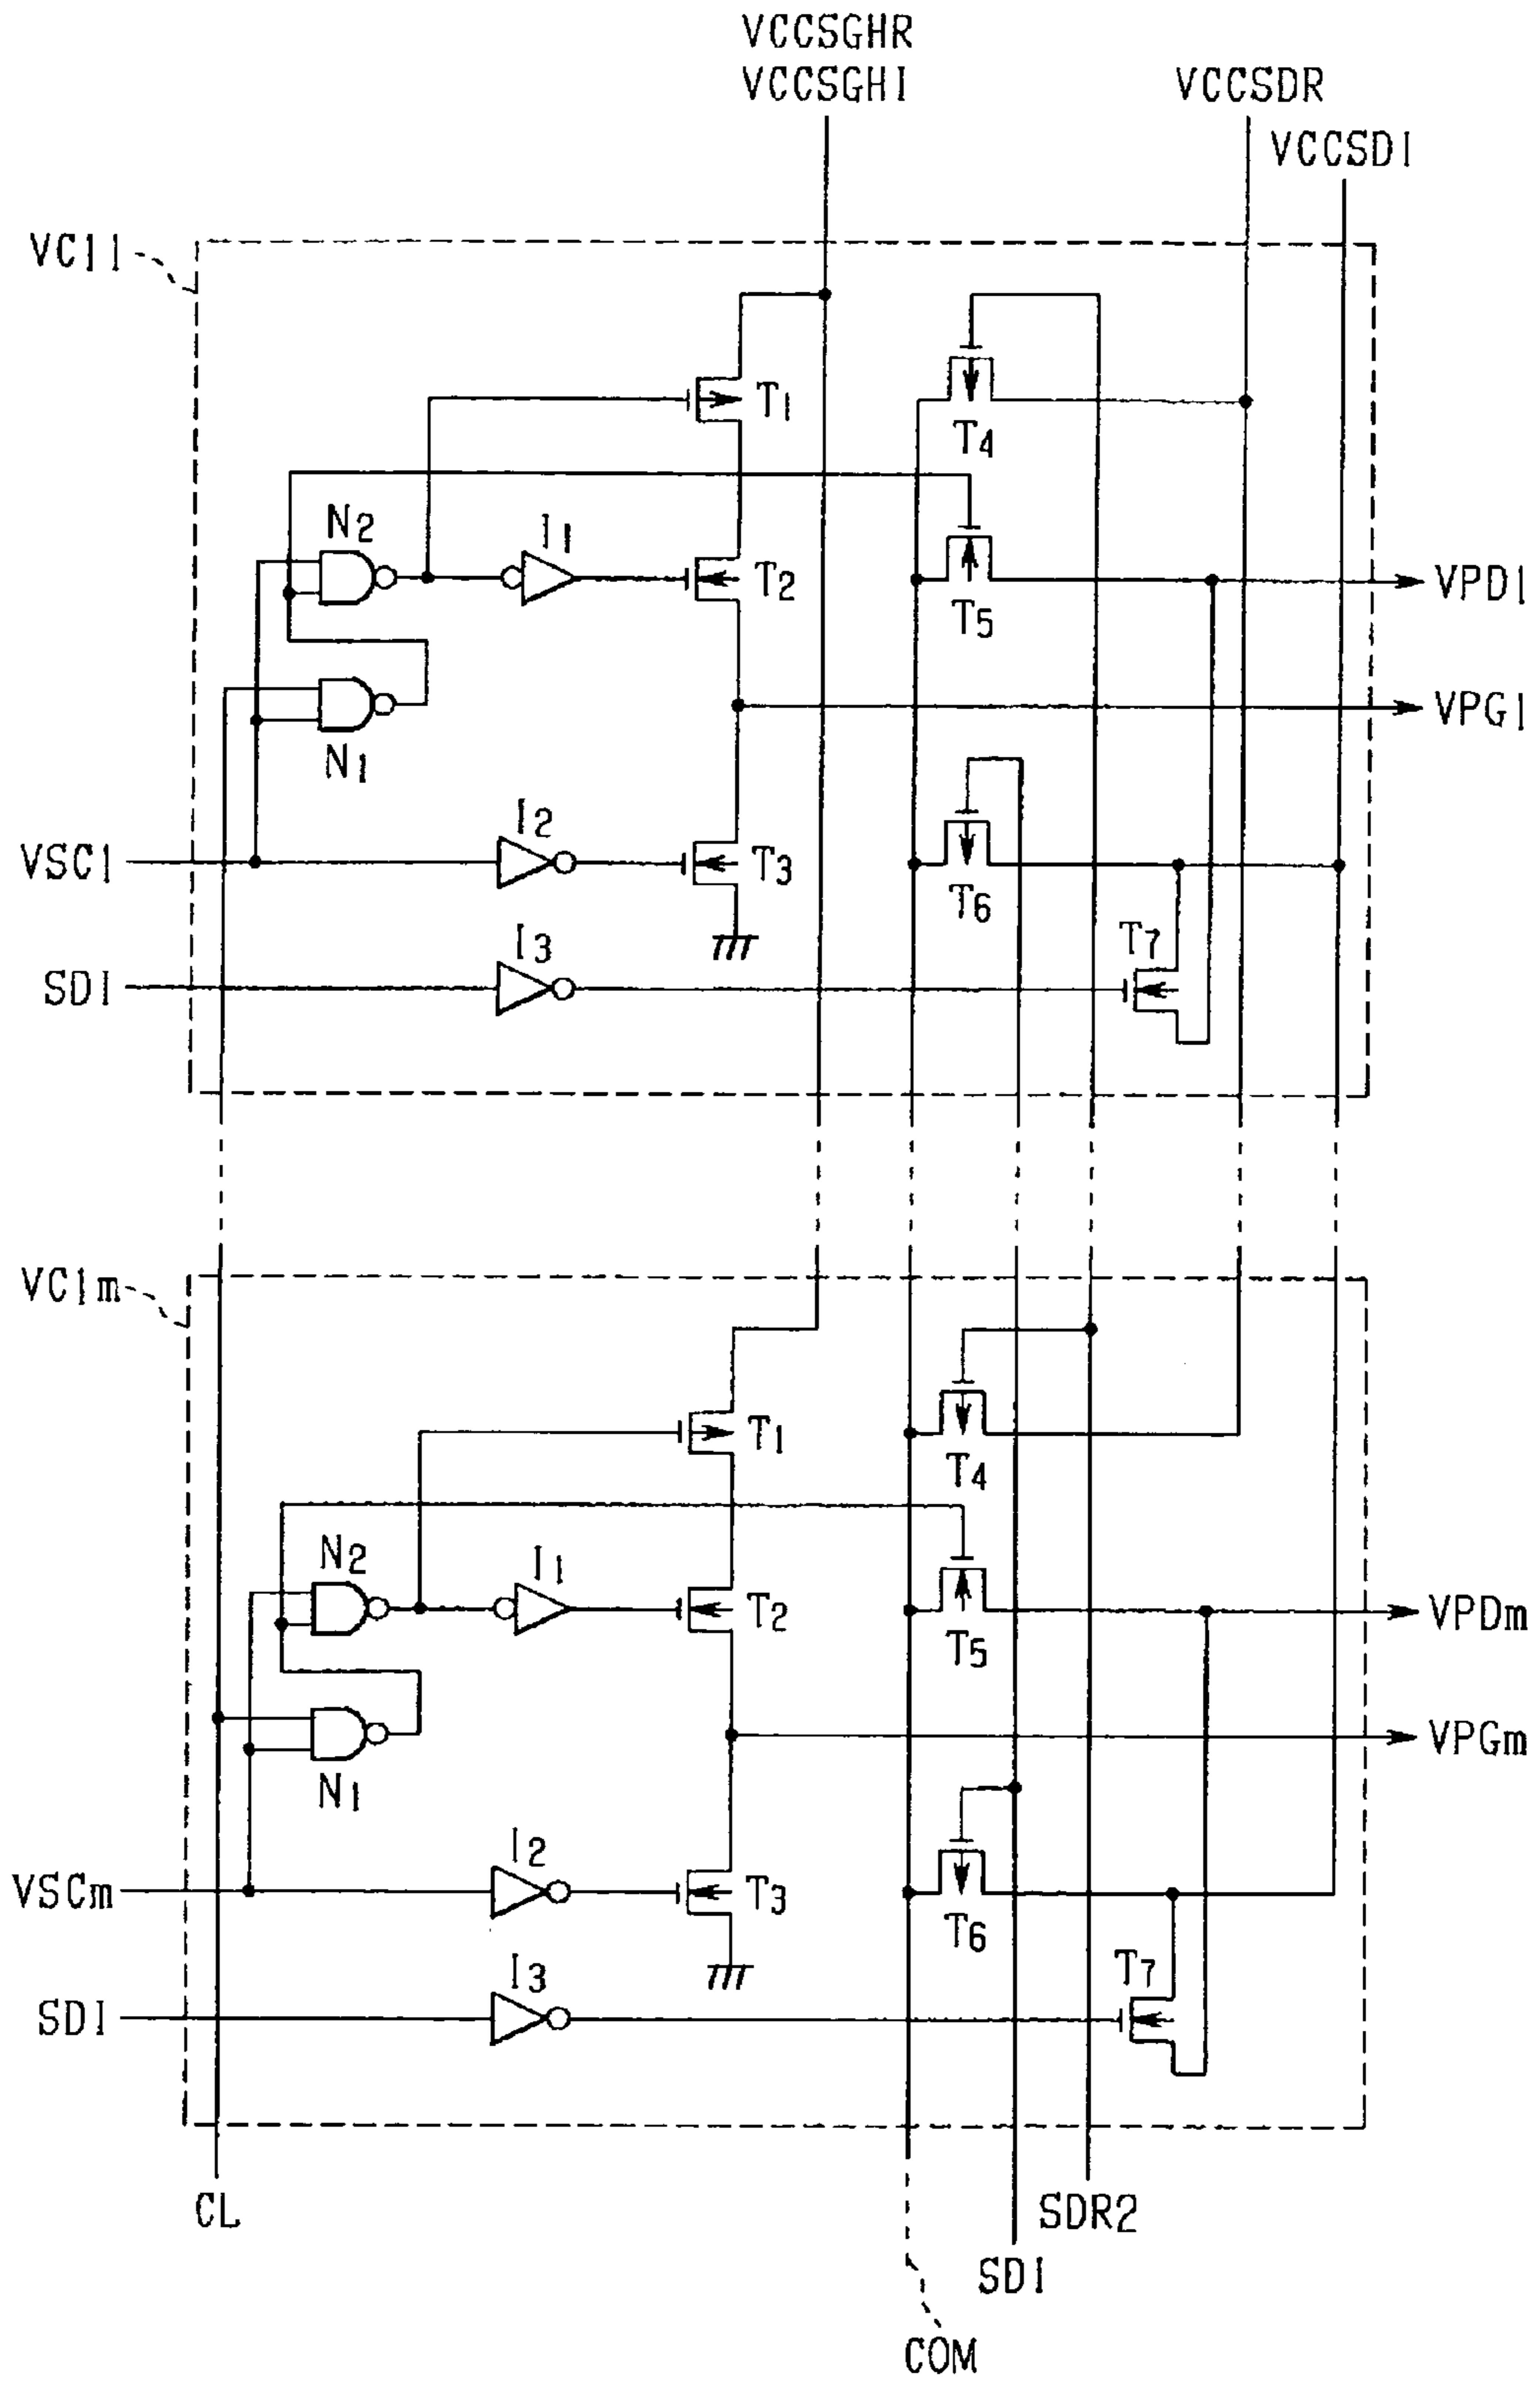 VCCSGHR
VCCSGHI
VCCSDR
VCCSDI
VC11
T1
T4
N2
I1
T2
T5
VPD1
VPG1
N1
I2
VSC1
T3
T6
I3
T7
SDI
VC1m
T1
T4
N2
I1
T2
T5
VPDm
VPGm
N1
I2
VSCm
T3
T6
I3
T7
SDI
CL
SDR2
SDI
COM